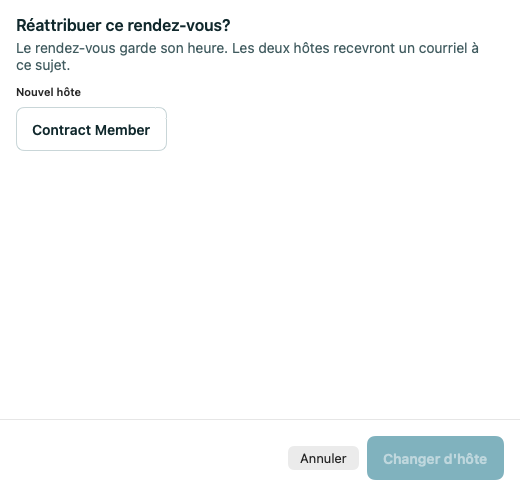 Réattribuer ce rendez-vous?
Le rendez-vous garde son heure. Les deux hôtes recevront un courriel à
ce sujet.
Nouvel hôte
Contract Member
Annuler
Changer d'hôte